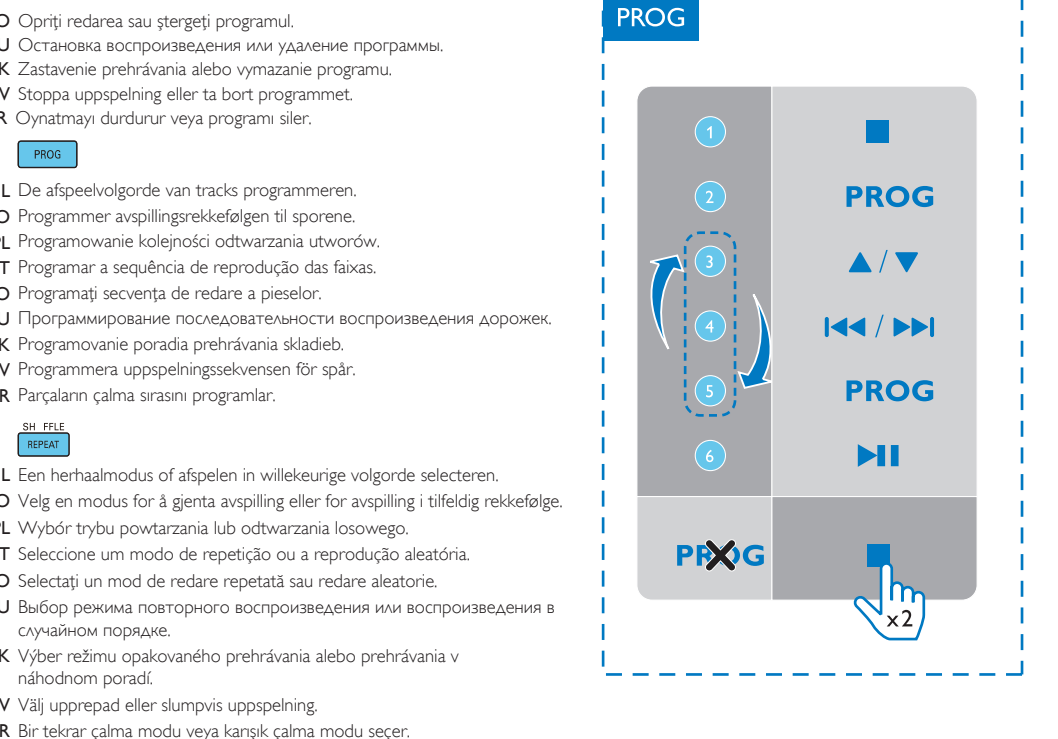 O Opriți redarea sau ștergeți programul.
U Остановка воспроизведения или удаление программы.
K Zastavenie prehrávania alebo vymazanie programu.
V Stoppa uppspelning eller ta bort programmet.
R Oynatmayı durdurur veya programı siler.
PROG
L De afspeelvolgorde van tracks programmeren.
O Programmer avspillingsrekkefølgen til sporene.
PL Programowanie kolejności odtwarzania utworów.
T Programar a sequência de reprodução das faixas.
O Programați secvența de redare a pieselor.
U Программирование последовательности воспроизведения дорожек.
K Programovanie poradia prehrávania skladieb.
V Programmera uppspelningssekvensen för spår.
R Parçaların çalma sırasını programlar.
SH FFLE
REPEAT
L Een herhaalmodus of afspelen in willekeurige volgorde selecteren.
O Velg en modus for å gjenta avspilling eller for avspilling i tilfeldig rekkefølge.
PL Wybór trybu powtarzania lub odtwarzania losowego.
T Seleccione um modo de repetição ou a reprodução aleatória.
O Selectați un mod de redare repetată sau redare aleatorie.
U Выбор режима повторного воспроизведения или воспроизведения в
случайном порядке.
K Výber režimu opakovaného prehrávania alebo prehrávania v
náhodnom poradí.
V Välj upprepad eller slumpvis uppspelning.
R Bir tekrar çalma modu veya karışık çalma modu seçer.
PROG
1
2 PROG
3 /
4 /
5 PROG
6
PROG
x2